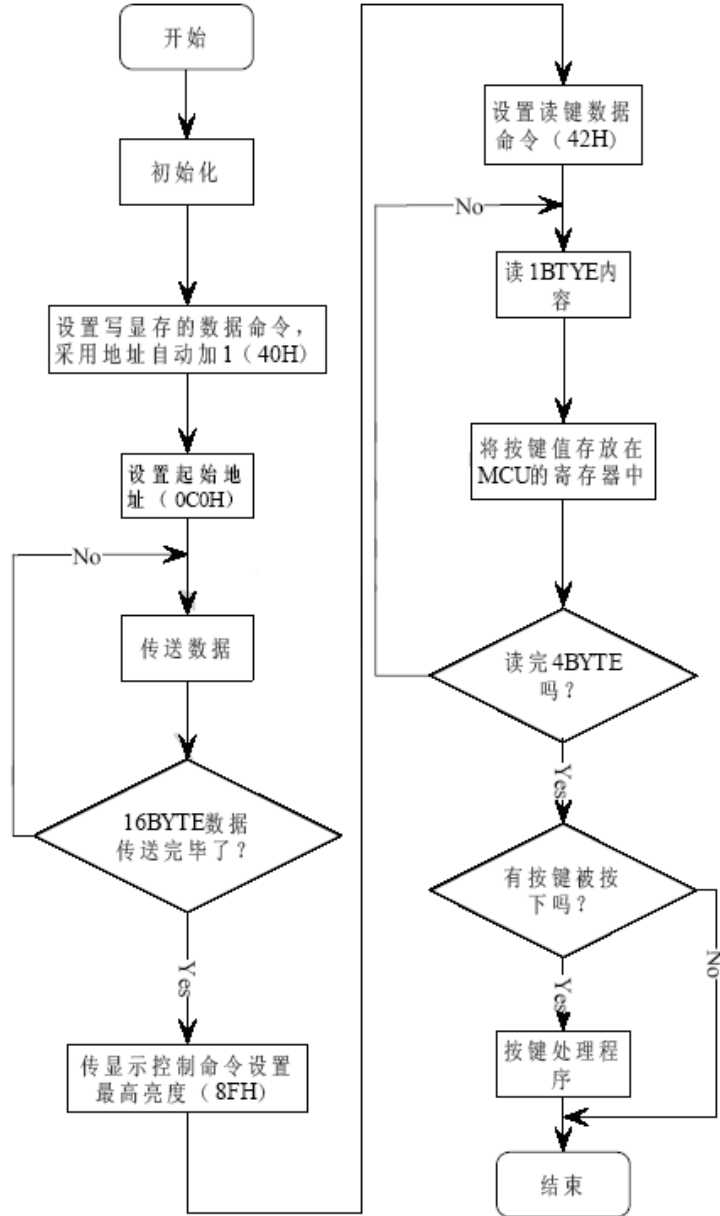 开始
初始化
设置写显存的数据命令，
采用地址自动加1（40H）
设置起始地
址（0C0H）
No
传送数据
16BYTE数据
传送完毕了？
Yes
传显示控制命令设置
最高亮度（8FH）
设置读键数据
命令（42H）
No
读1BTYE内
容
将按键值存放在
MCU的寄存器中
读完4BYTE
吗？
Yes
有按键被按
下吗？
No
Yes
按键处理程
序
结束